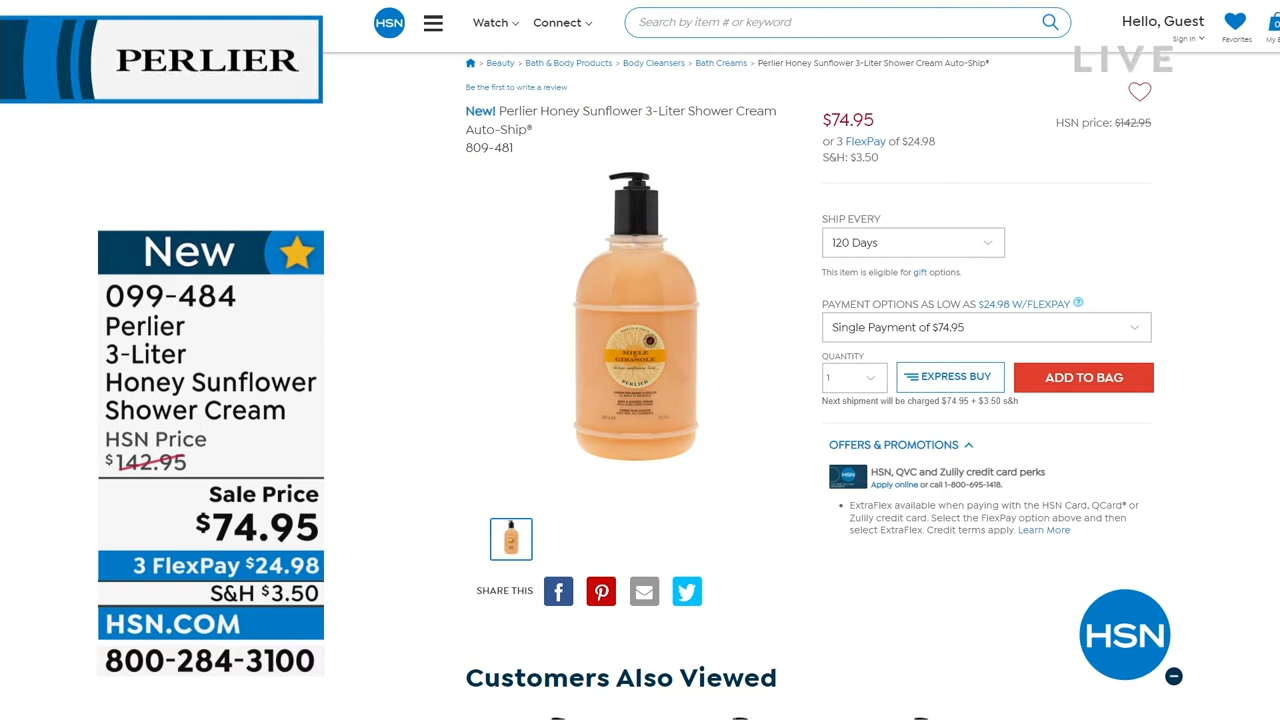 PERLIER
New
099-484
Perlier
3-Liter
Honey Sunflower
Shower Cream
HSN Price
$142.95
Sale Price
$74.95
3 FlexPay $24.98
S&H $3.50
HSN.COM
800-284-3100
HSN
Watch
Connect
Search by item # or keyword
Hello, Guest
Sign In
Favorites
LIVE
> Beauty > Bath & Body Products > Body Cleansers > Bath Creams > Perlier Honey Sunflower 3-Liter Shower Cream Auto-Ship®
Be the first to write a review
New! Perlier Honey Sunflower 3-Liter Shower Cream
Auto-Ship®
809-481
MIELE
GIRASOLE
PERLIER
$74.95
HSN price: $142.95
or 3 FlexPay of $24.98
S&H: $3.50
SHIP EVERY
120 Days
This item is eligible for gift options.
PAYMENT OPTIONS AS LOW AS $24.98 W/FLEXPAY ?
Single Payment of $74.95
QUANTITY
1
EXPRESS BUY
ADD TO BAG
Next shipment will be charged $74.95 + $3.50 s&h
OFFERS & PROMOTIONS
HSN
HSN, QVC and Zulily credit card perks
Apply online or call 1-800-695-1418.
• ExtraFlex available when paying with the HSN Card, QCard® or
Zulily credit card. Select the FlexPay option above and then
select ExtraFlex. Credit terms apply. Learn More
SHARE THIS
HSN
Customers Also Viewed